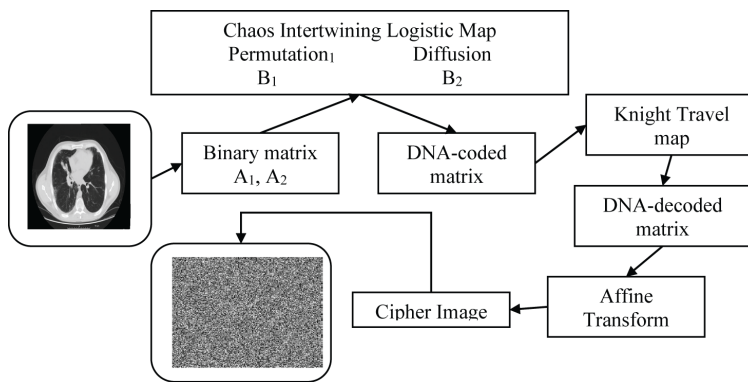 Chaos Intertwining Logistic Map
Permutation₁ Diffusion
B₁ B₂
Binary matrix
A₁, A₂
DNA-coded
matrix
Knight Travel
map
DNA-decoded
matrix
Affine
Transform
Cipher Image